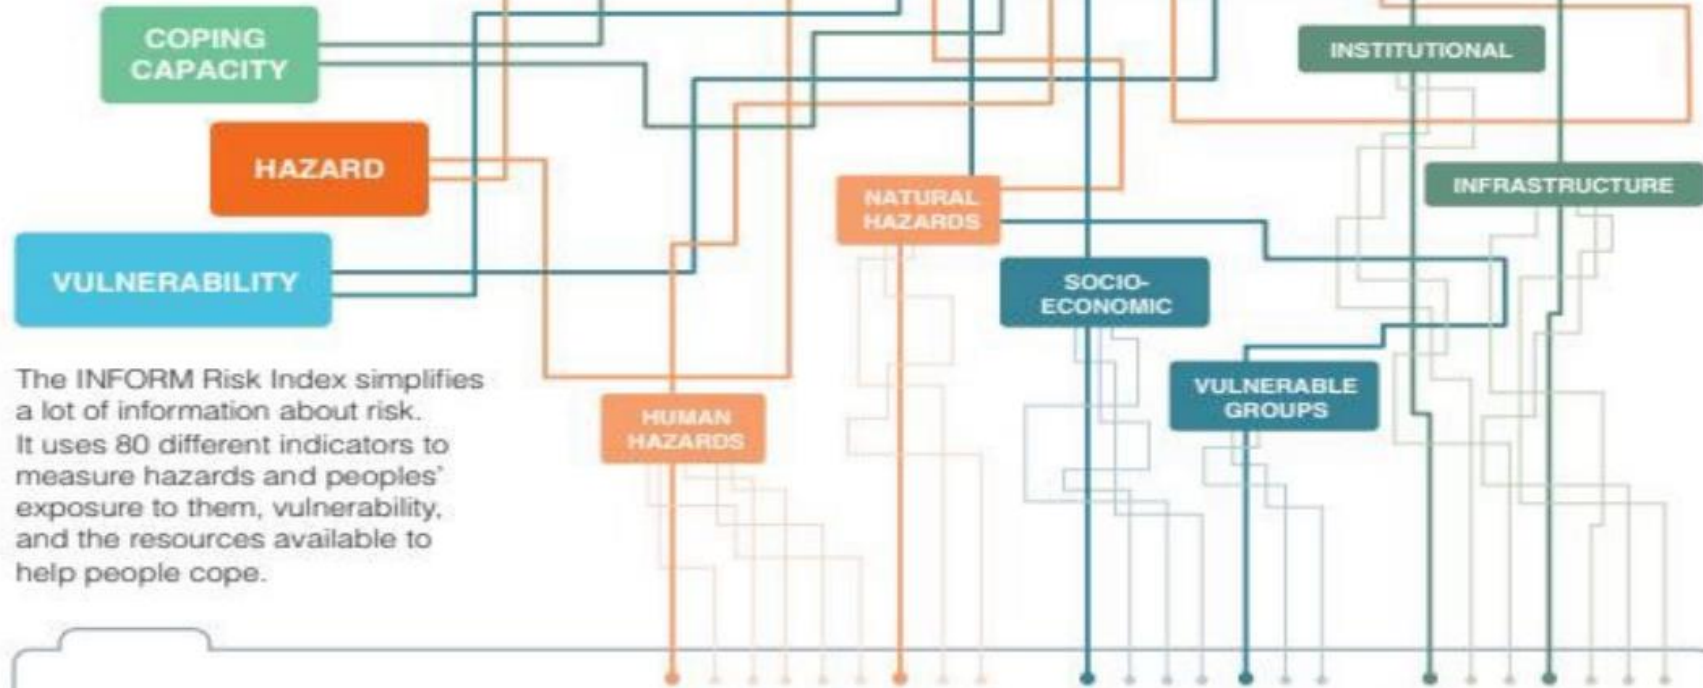 COPING
CAPACITY
INSTITUTIONAL
HAZARD
INFRASTRUCTURE
NATURAL
HAZARDS
VULNERABILITY
SOCIO-
ECONOMIC
The INFORM Risk Index simplifies
a lot of information about risk.
It uses 80 different indicators to
measure hazards and peoples'
exposure to them, vulnerability,
and the resources available to
help people cope.
VULNERABLE
GROUPS
HUMAN
HAZARDS